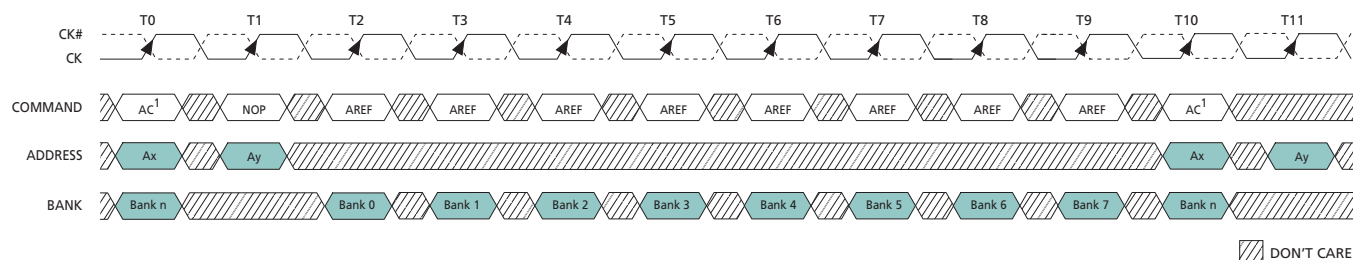 T0 T1 T2 T3 T4 T5 T6 T7 T8 T9 T10 T11
CK#
CK
COMMAND AC1 NOP AREF AREF AREF AREF AREF AREF AREF AREF AC1
ADDRESS Ax Ay Ax Ay
BANK Bank n Bank 0 Bank 1 Bank 2 Bank 3 Bank 4 Bank 5 Bank 6 Bank 7 Bank n
DON'T CARE